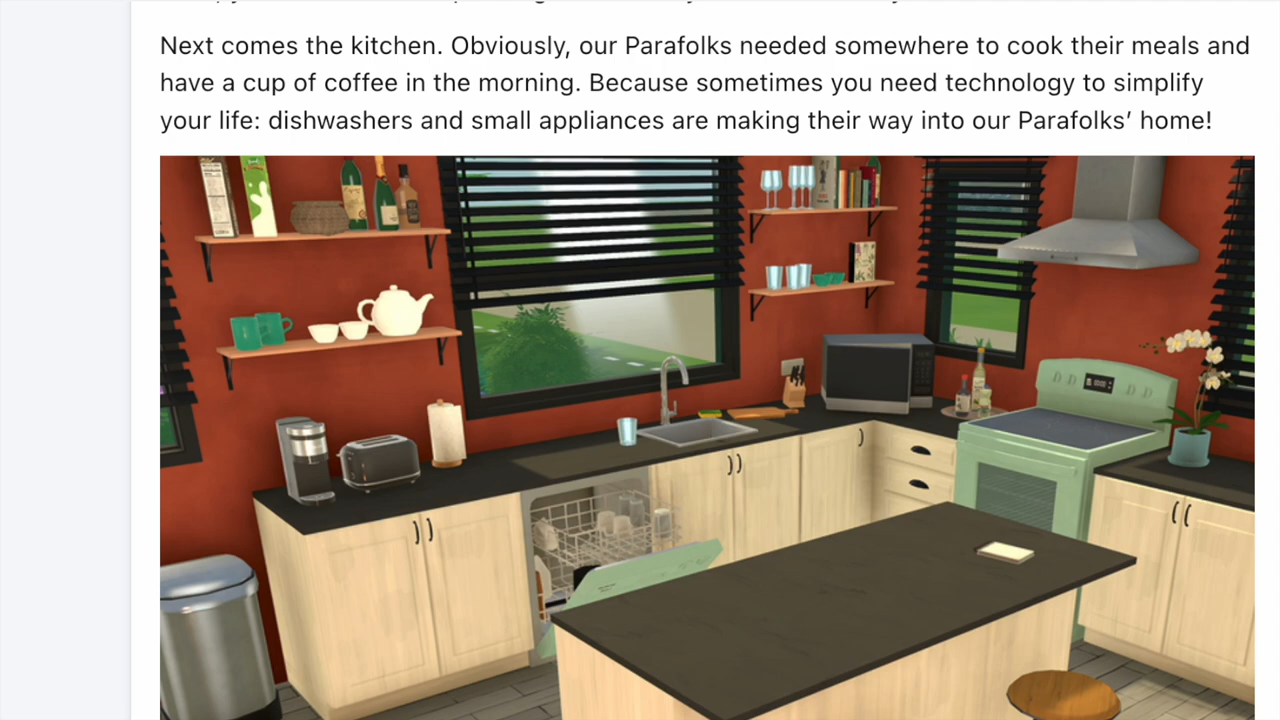 Next comes the kitchen. Obviously, our Parafolks needed somewhere to cook their meals and
have a cup of coffee in the morning. Because sometimes you need technology to simplify
your life: dishwashers and small appliances are making their way into our Parafolks’ home!